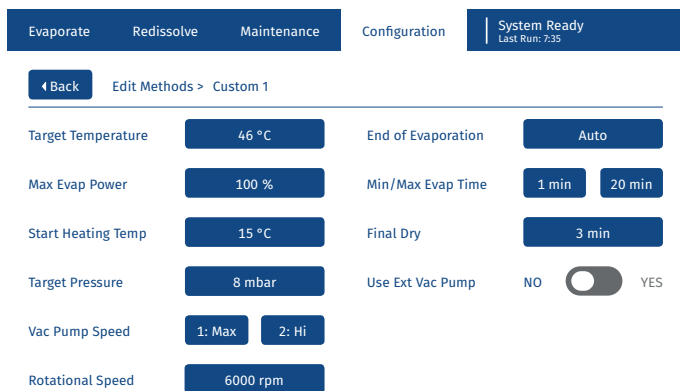 Evaporate Redissolve Maintenance Configuration System Ready
Last Run: 7:35
Back Edit Methods > Custom 1
Target Temperature 46 °C End of Evaporation Auto
Max Evap Power 100 % Min/Max Evap Time 1 min 20 min
Start Heating Temp 15 °C Final Dry 3 min
Target Pressure 8 mbar Use Ext Vac Pump NO YES
Vac Pump Speed 1: Max 2: Hi
Rotational Speed 6000 rpm